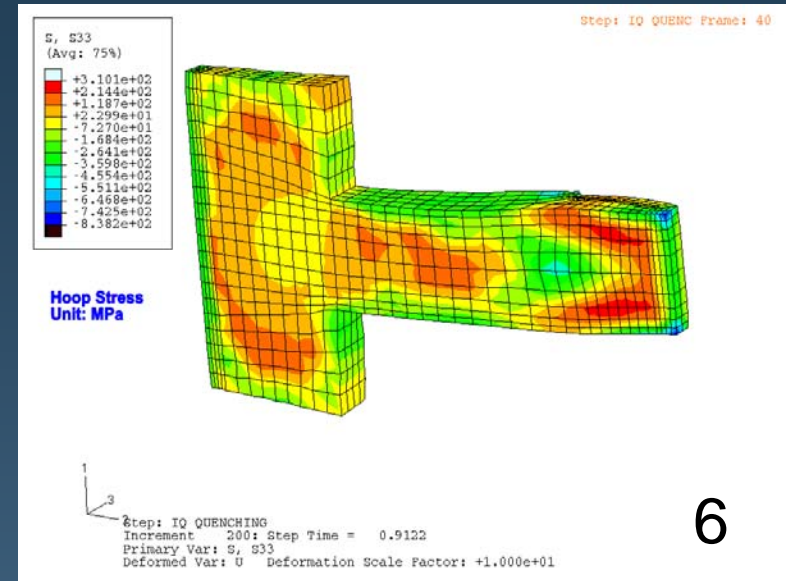 Step: IQ QUENC Frame: 40
S, S33
(Avg: 75%)
+3.101e+02
+2.144e+02
+1.187e+02
+2.299e+01
-7.270e+01
-1.684e+02
-2.641e+02
-3.598e+02
-4.554e+02
-5.511e+02
-6.468e+02
-7.425e+02
-8.382e+02
Hoop Stress
Unit: MPa
1
3
2
Step: IQ QUENCHING
Increment 200: Step Time = 0.9122
Primary Var: S, S33
Deformed Var: U Deformation Scale Factor: +1.000e+01
6